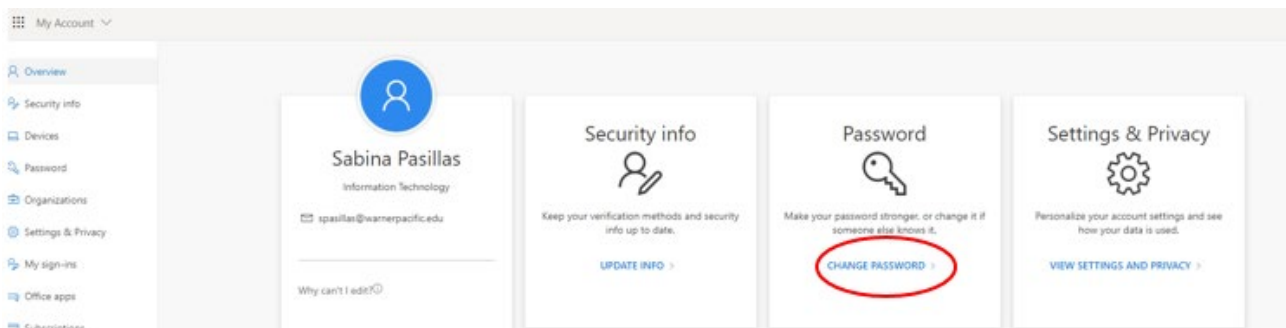 My Account
Overview
Security info
Devices
Password
Organizations
Settings & Privacy
My sign-ins
Office apps
Subscriptions
Sabina Pasillas
Information Technology
spasillas@warnerpacific.edu
Why can't I edit?
Security info
Keep your verification methods and security
info up to date.
UPDATE INFO >
Password
Make your password stronger, or change it if
someone else knows it.
CHANGE PASSWORD >
Settings & Privacy
Personalize your account settings and see
how your data is used.
VIEW SETTINGS AND PRIVACY >